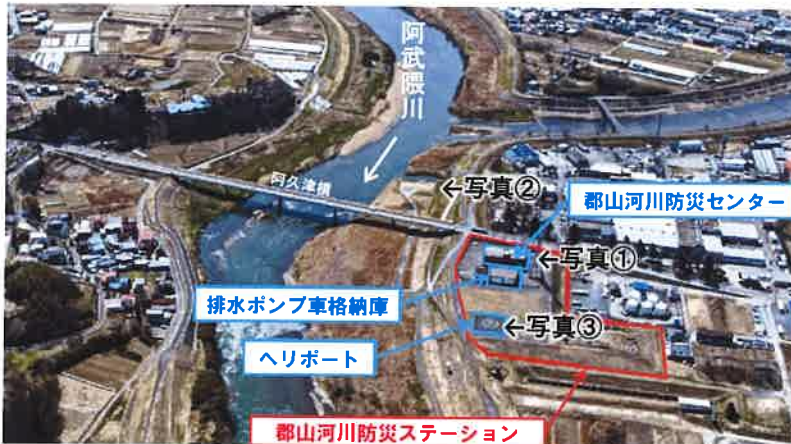 阿武隈川
阿久津橋
←写真②
郡山河川防災センター
←写真①
排水ポンプ車格納庫
←写真③
ヘリポート
郡山河川防災ステーション